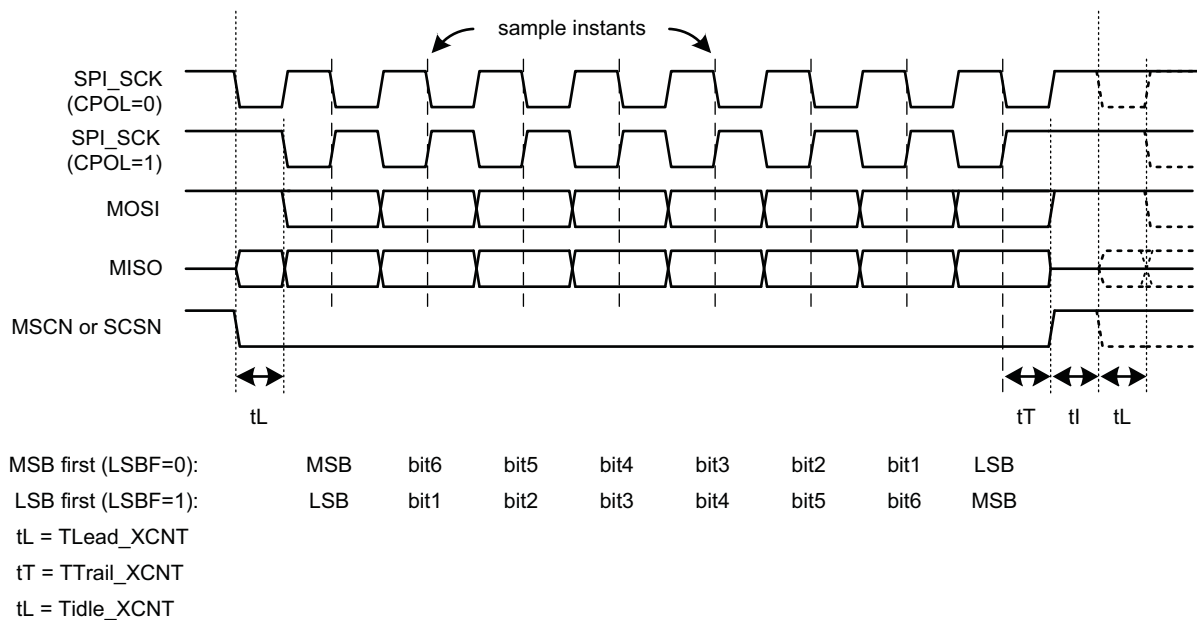 sample instants
SPI_SCK
(CPOL=0)
SPI_SCK
(CPOL=1)
MOSI
MISO
MSCN or SCSN
tL tT tI tL
MSB first (LSBF=0): MSB bit6 bit5 bit4 bit3 bit2 bit1 LSB
LSB first (LSBF=1): LSB bit1 bit2 bit3 bit4 bit5 bit6 MSB
tL = TLead_XCNT
tT = TTrail_XCNT
tL = Tidle_XCNT